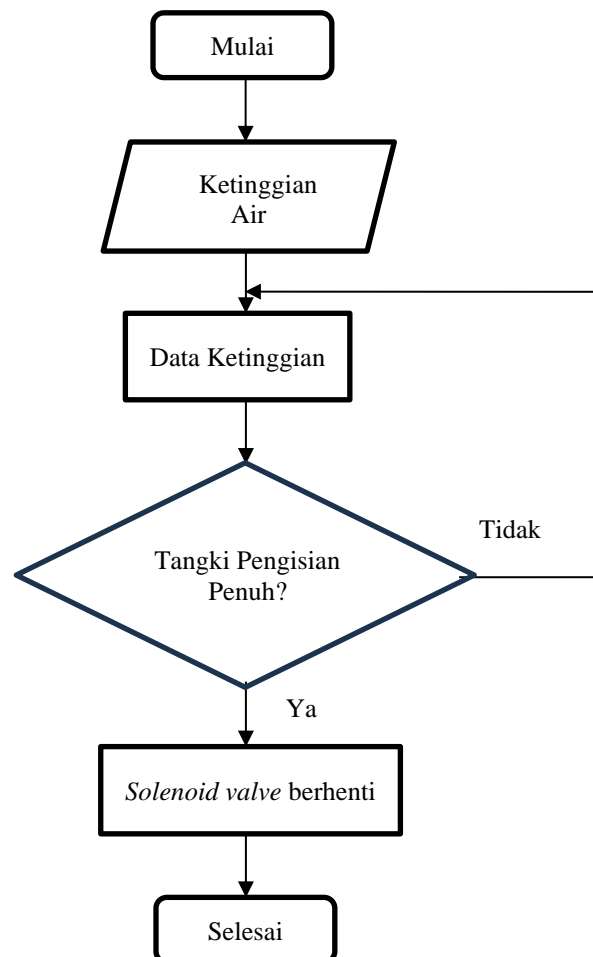 Mulai
Ketinggian
Air
Data Ketinggian
Tangki Pengisian
Penuh?
Tidak
Ya
Solenoid valve berhenti
Selesai